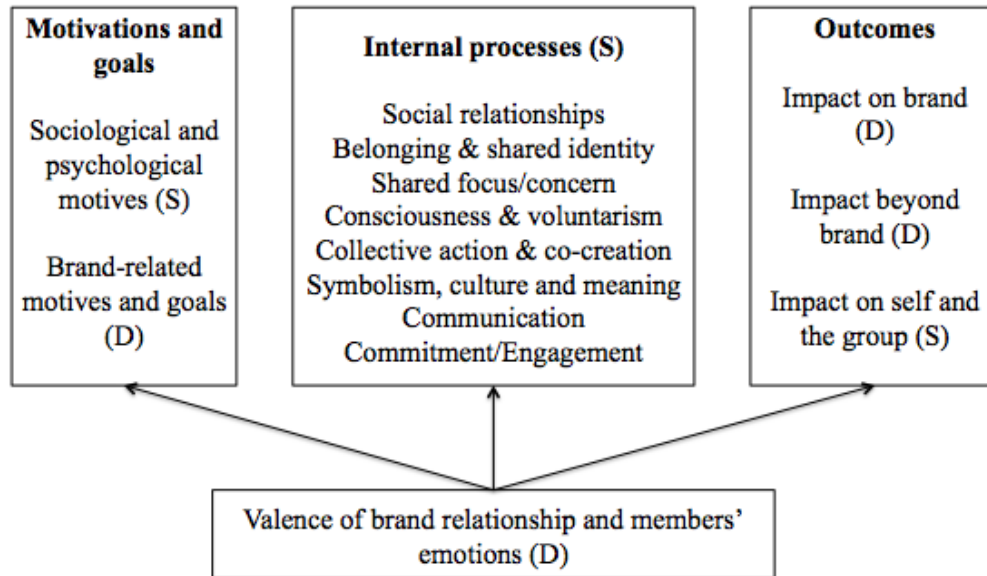 Motivations and
goals
Sociological and
psychological
motives (S)
Brand-related
motives and goals
(D)
Internal processes (S)
Social relationships
Belonging & shared identity
Shared focus/concern
Consciousness & voluntarism
Collective action & co-creation
Symbolism, culture and meaning
Communication
Commitment/Engagement
Outcomes
Impact on brand
(D)
Impact beyond
brand (D)
Impact on self and
the group (S)
Valence of brand relationship and members’
emotions (D)